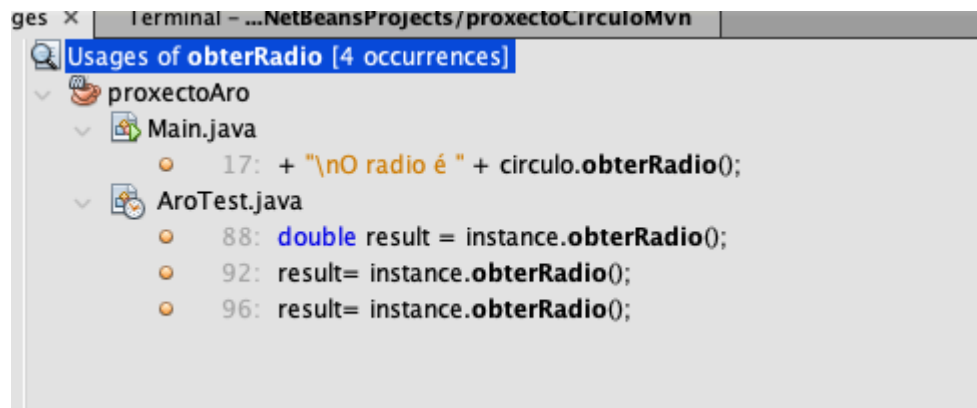 ges × Terminal – ...NetBeansProjects/proxectoCirculoMvn
Usages of obterRadio [4 occurrences]
proxectoAro
Main.java
17: + "\nO radio é " + circulo.obterRadio();
AroTest.java
88: double result = instance.obterRadio();
92: result= instance.obterRadio();
96: result= instance.obterRadio();